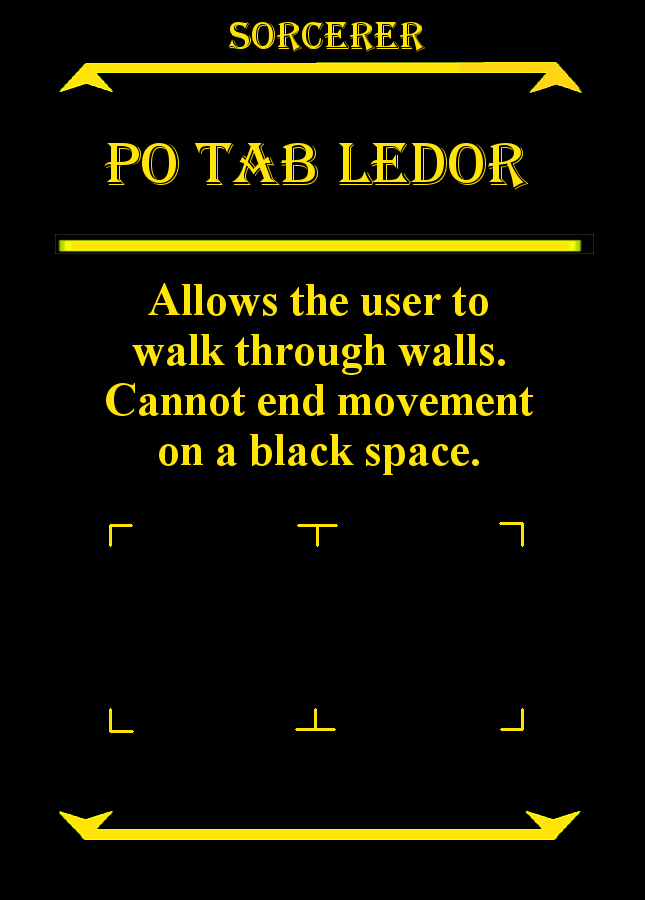 SORCERER
PO TAB LEDOR
Allows the user to
walk through walls.
Cannot end movement
on a black space.